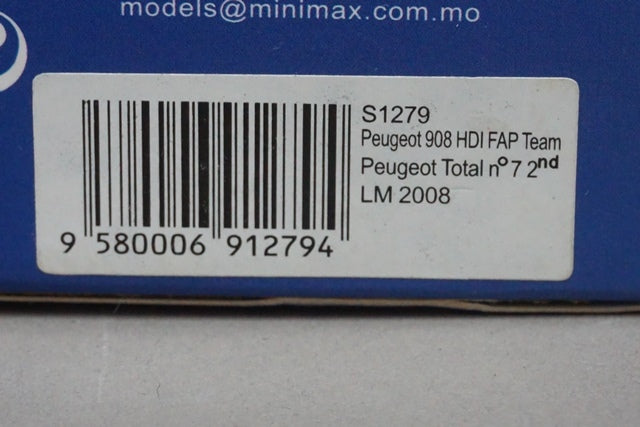 models@minimax.com.mo
S1279
Peugeot 908 HDI FAP Team
Peugeot Total nº 7 2nd
LM 2008
9 580006 912794